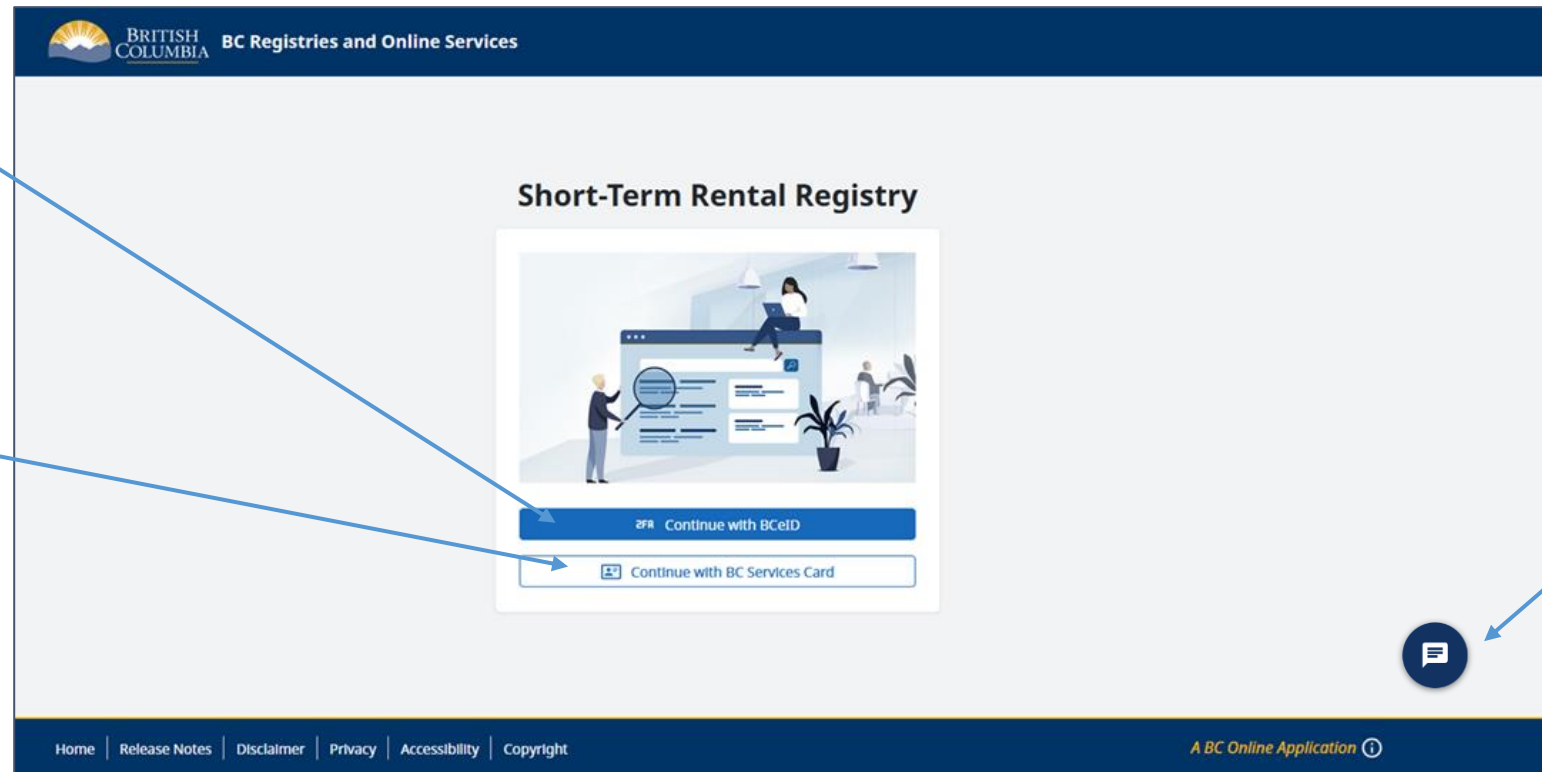 BRITISH
COLUMBIA
BC Registries and Online Services
Short-Term Rental Registry
2FA Continue with BCeID
Continue with BC Services Card
Home | Release Notes | Disclaimer | Privacy | Accessibility | Copyright
A BC Online Application